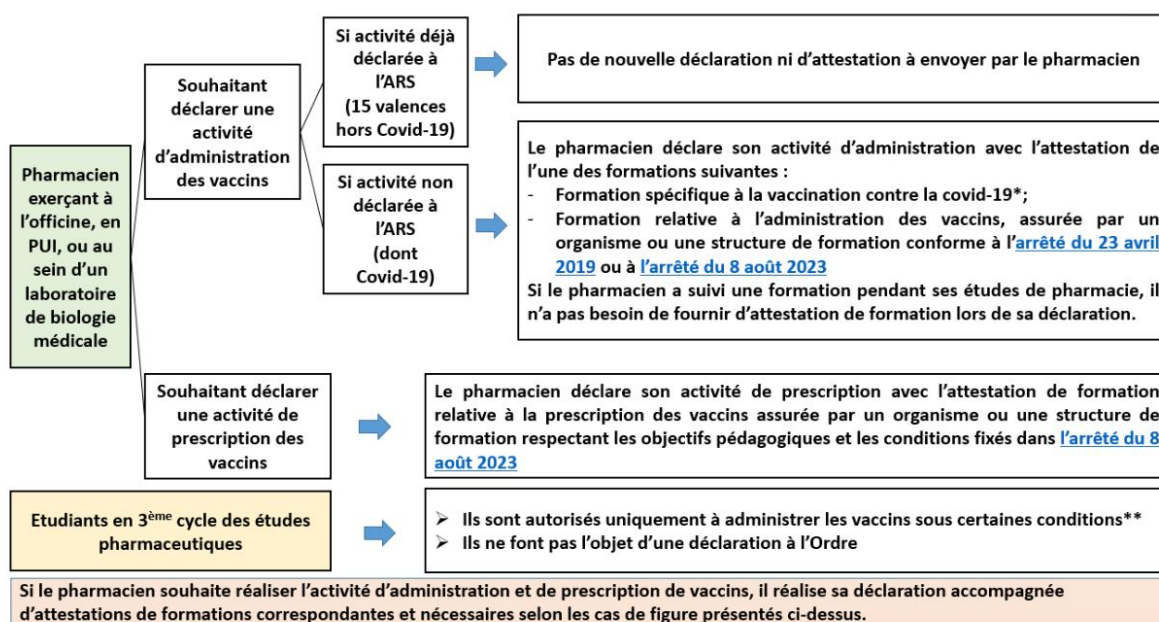 Pharmacien
exerçant à
l'officine, en
PUI, ou au
sein d'un
laboratoire
de biologie
médicale
Souhaitant
déclarer une
activité
d'administration
des vaccins
Si activité déjà
déclarée à
l'ARS
(15 valences
hors Covid-19)
Pas de nouvelle déclaration ni d'attestation à envoyer par le pharmacien
Si activité non
déclarée à
l'ARS
(dont
Covid-19)
Le pharmacien déclare son activité d'administration avec l'attestation de
l'une des formations suivantes :
- Formation spécifique à la vaccination contre la covid-19*;
- Formation relative à l'administration des vaccins, assurée par un
organisme ou une structure de formation conforme à l'arrêté du 23 avril
2019 ou à l'arrêté du 8 août 2023
Si le pharmacien a suivi une formation pendant ses études de pharmacie, il
n'a pas besoin de fournir d'attestation de formation lors de sa déclaration.
Souhaitant déclarer
une activité de
prescription des
vaccins
Le pharmacien déclare son activité de prescription avec l'attestation de formation
relative à la prescription des vaccins assurée par un organisme ou une structure de
formation respectant les objectifs pédagogiques et les conditions fixés dans l'arrêté du 8
août 2023
Etudiants en 3ème cycle des études
pharmaceutiques
➢ Ils sont autorisés uniquement à administrer les vaccins sous certaines conditions**
➢ Ils ne font pas l'objet d'une déclaration à l'Ordre
Si le pharmacien souhaite réaliser l'activité d'administration et de prescription de vaccins, il réalise sa déclaration accompagnée
d'attestations de formations correspondantes et nécessaires selon les cas de figure présentés ci-dessus.